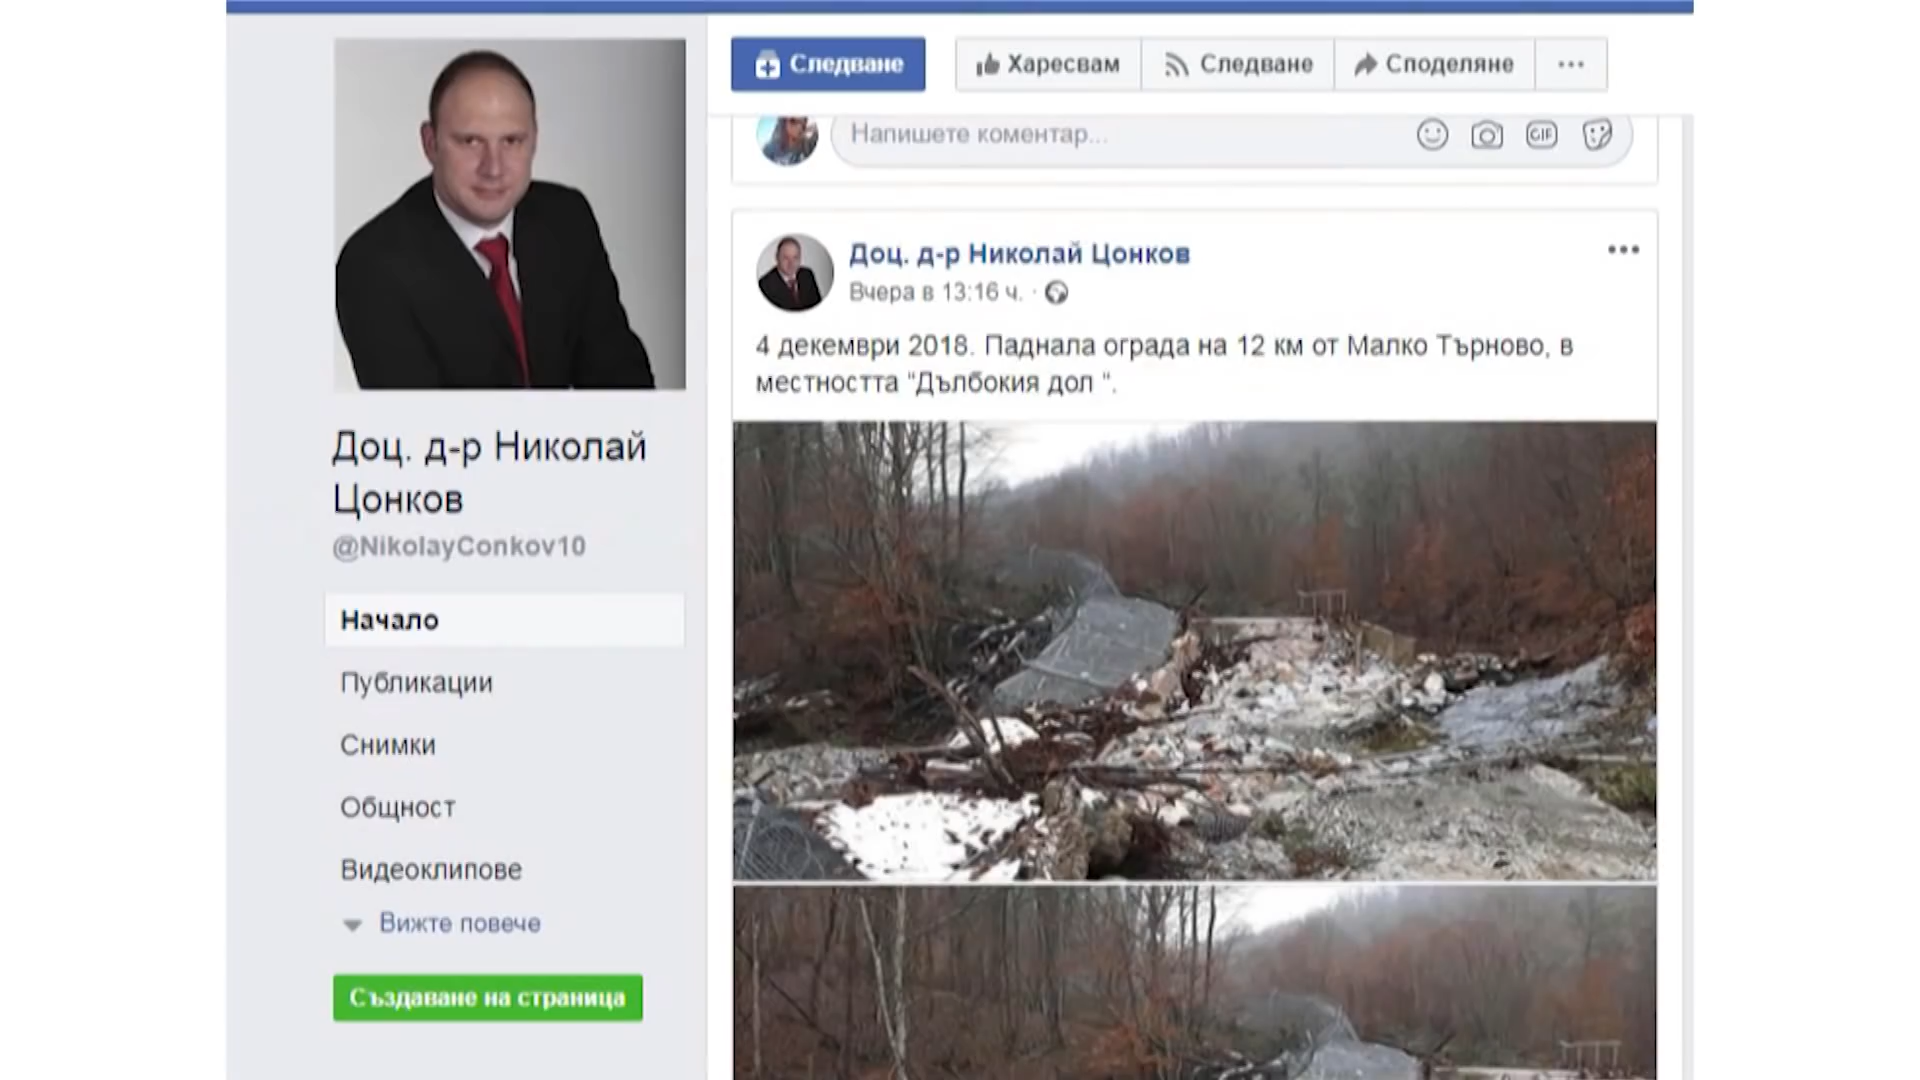 Следване
Харесвам
Следване
Споделяне
Напишете коментар...
GIF
Доц. д-р Николай Цонков
Вчера в 13:16 ч. ·
4 декември 2018. Паднала ограда на 12 км от Малко Търново, в
местността "Дълбокия дол ".
Доц. д-р Николай
Цонков
@NikolayConkov10
Начало
Публикации
Снимки
Общност
Видеоклипове
Вижте повече
Създаване на страница